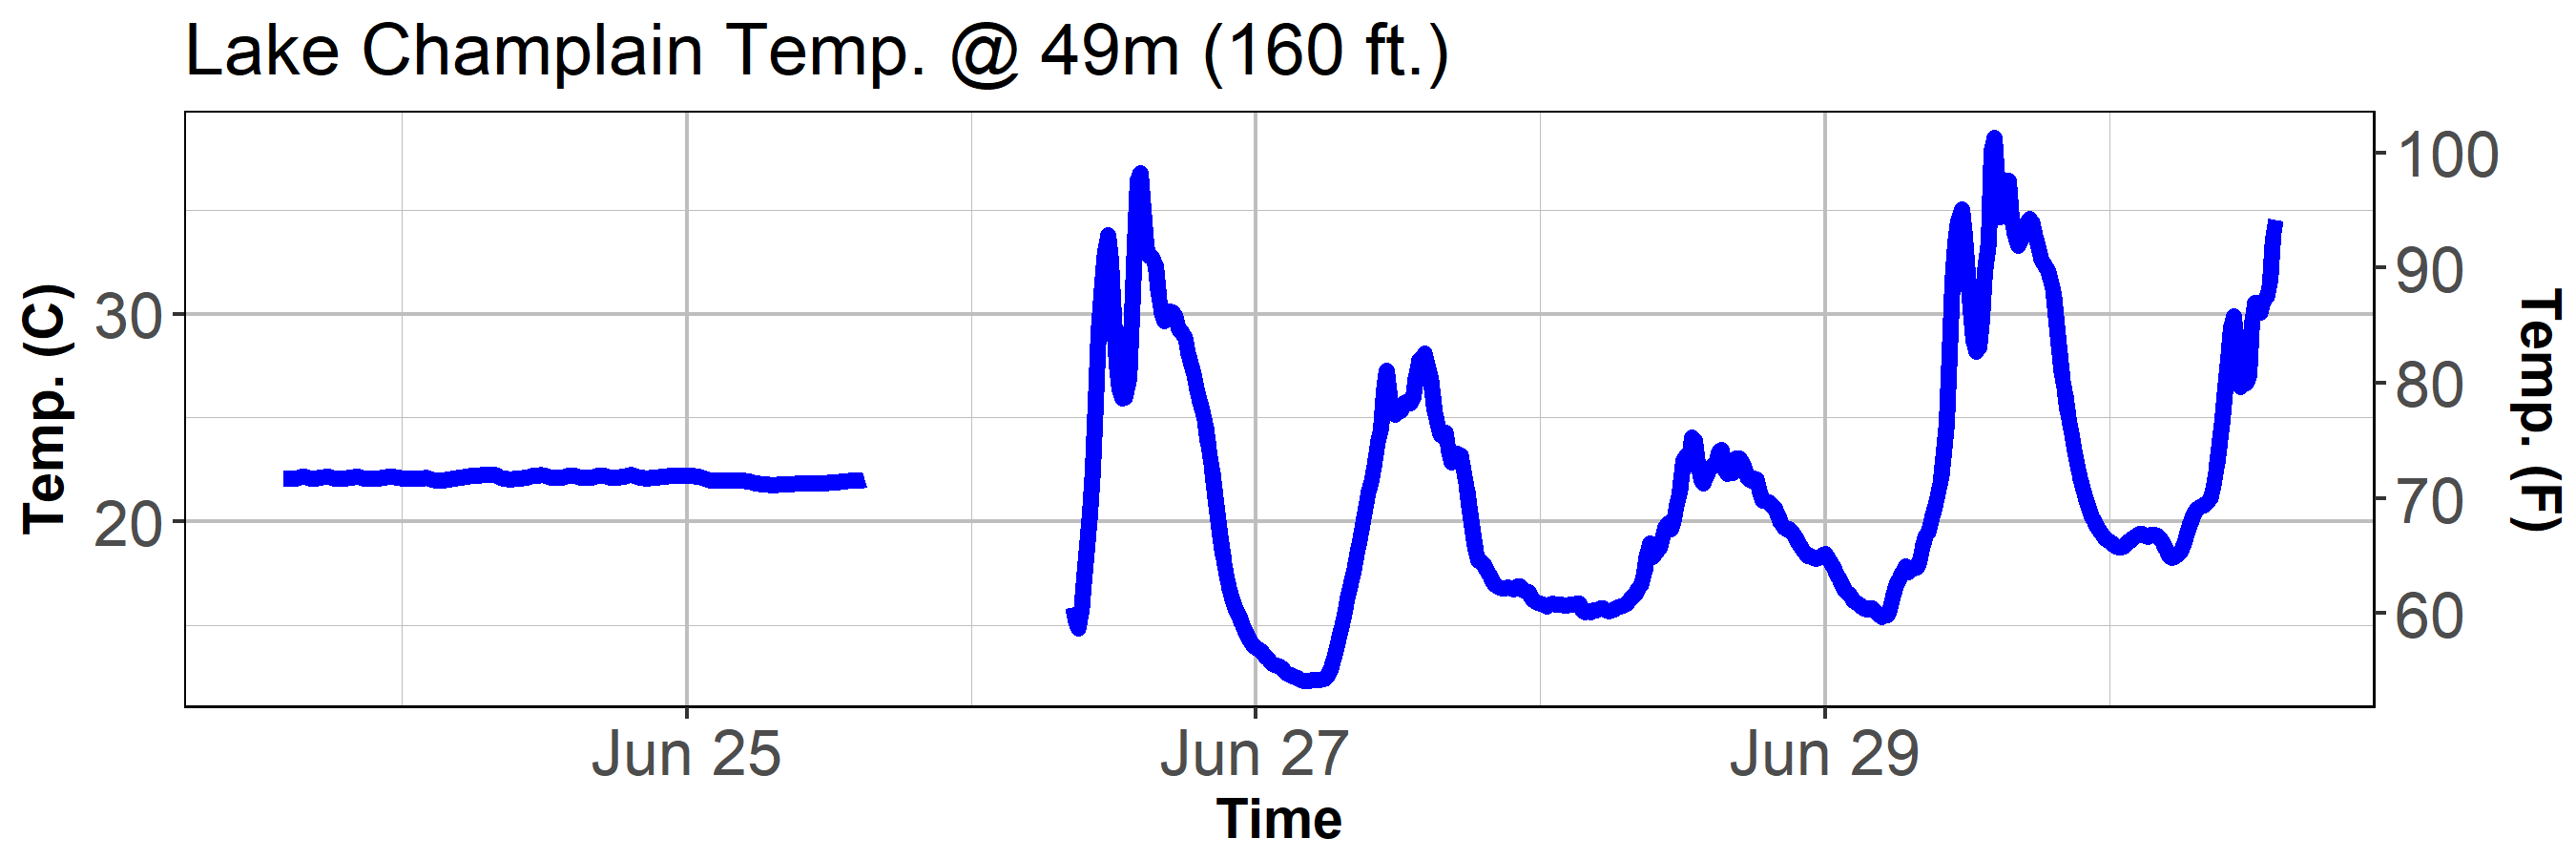 Lake Champlain Temp. @ 49m (160 ft.)
Temp. (C)
30
20
100
90
80
70
60
Temp. (F)
Jun 25
Jun 27
Jun 29
Time